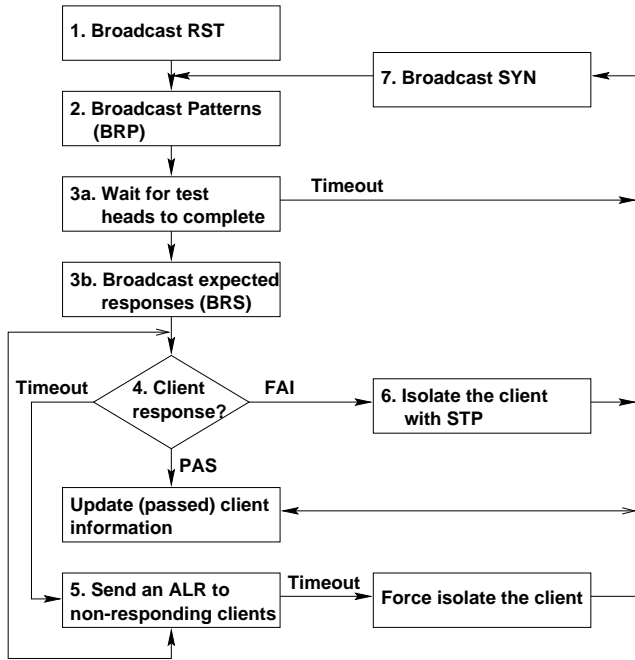 1. Broadcast RST
7. Broadcast SYN
2. Broadcast Patterns
(BRP)
3a. Wait for test
heads to complete
Timeout
3b. Broadcast expected
responses (BRS)
Timeout
4. Client
response?
FAI
6. Isolate the client
with STP
PAS
Update (passed) client
information
5. Send an ALR to
non-responding clients
Timeout
Force isolate the client